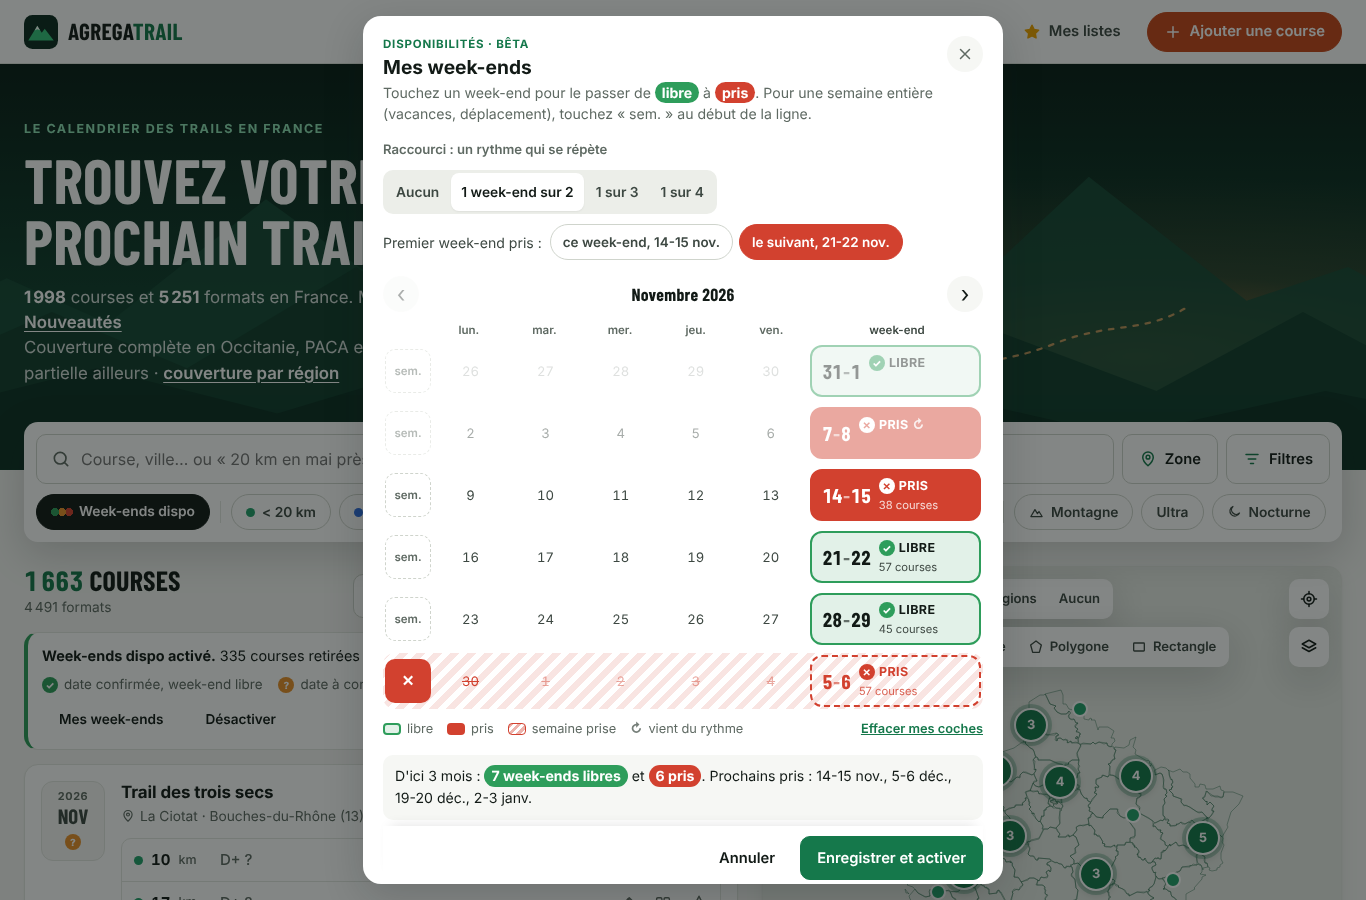 AGREGATRAIL
Mes listes
Ajouter une course
LE CALENDRIER DES TRAILS EN FRANCE
TROUVEZ VOTR
PROCHAIN TRAI
1 998 courses et 5 251 formats en France.
Nouveautés
Couverture complète en Occitanie, PACA e
partielle ailleurs · couverture par région
Course, ville... ou « 20 km en mai prè
Zone
Filtres
Week-ends dispo
< 20 km
Montagne
Ultra
Nocturne
1 663 COURSES
4 491 formats
Week-ends dispo activé. 335 courses retirées
date confirmée, week-end libre
? date à con
Mes week-ends
Désactiver
2026
NOV
?
Trail des trois secs
La Ciotat · Bouches-du-Rhône (13)
10 km D+ ?
gions
Aucun
Polygone
Rectangle
3
4
4
3
5
3
DISPONIBILITÉS · BÊTA
Mes week-ends
Touchez un week-end pour le passer de libre à pris. Pour une semaine entière
(vacances, déplacement), touchez « sem. » au début de la ligne.
Raccourci : un rythme qui se répète
Aucun
1 week-end sur 2
1 sur 3
1 sur 4
Premier week-end pris :
ce week-end, 14-15 nov.
le suivant, 21-22 nov.
Novembre 2026
lun. mar. mer. jeu. ven. week-end
sem. 26 27 28 29 30 31-1 LIBRE
sem. 2 3 4 5 6 7-8 PRIS
sem. 9 10 11 12 13 14-15 PRIS
38 courses
sem. 16 17 18 19 20 21-22 LIBRE
57 courses
sem. 23 24 25 26 27 28-29 LIBRE
45 courses
30 1 2 3 4 5-6 PRIS
57 courses
libre
pris
semaine prise
vient du rythme
Effacer mes coches
D'ici 3 mois : 7 week-ends libres et 6 pris. Prochains pris : 14-15 nov., 5-6 déc.,
19-20 déc., 2-3 janv.
Annuler
Enregistrer et activer